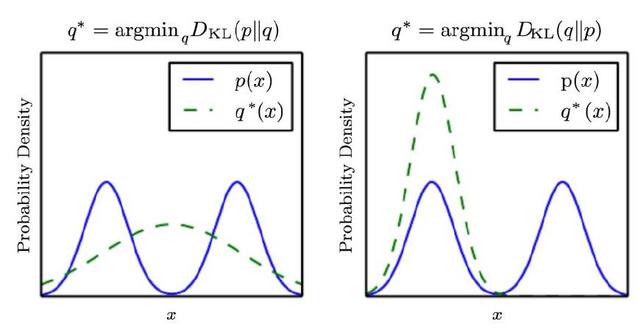 q* = argmin_q D_KL(p‖q)
p(x)
q*(x)
Probability Density
x
q* = argmin_q D_KL(q‖p)
p(x)
q*(x)
Probability Density
x